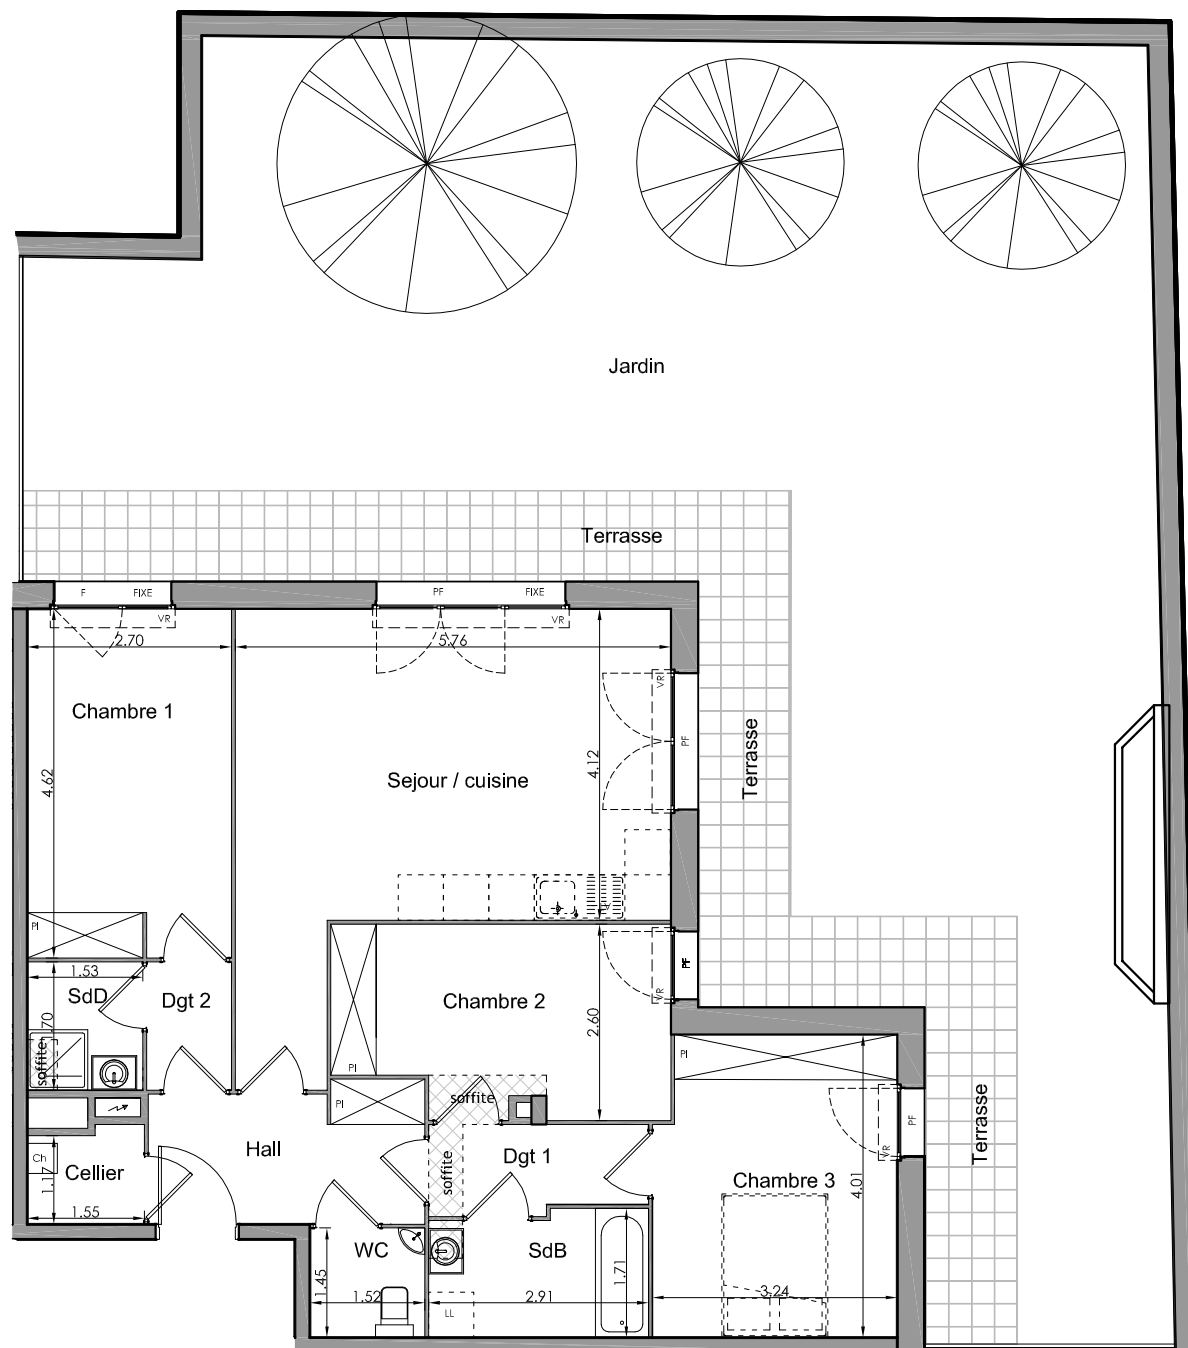 Jardin
Terrasse
F
FIXE
PF
FIXE
VR
VR
2.70
5.76
VR
Chambre 1
PF
Terrasse
4.62
4.12
Sejour / cuisine
V
PI
PF
1.53
SdD
Dgt 2
Chambre 2
VR
1.70
2.60
soffite
PI
PI
PI
soffite
Terrasse
PF
VR
Ch
Cellier
1.17
Hall
soffite
Dgt 1
Chambre 3
4.01
1.55
WC
SdB
1.45
1.52
LL
2.91
1.71
3.24